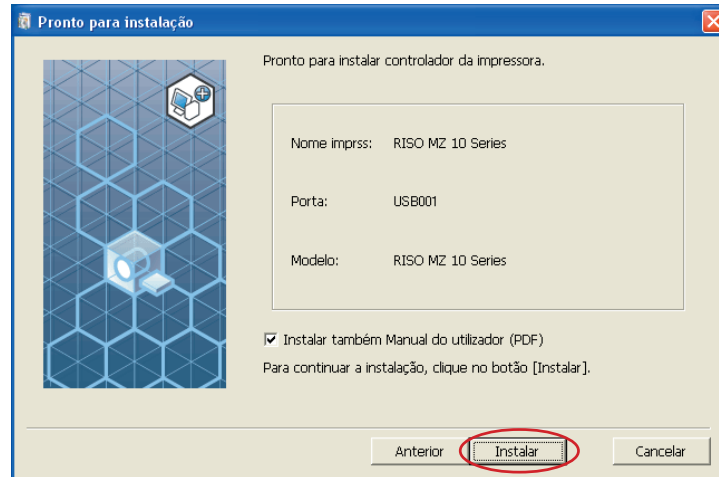 Pronto para instalação
Pronto para instalar controlador da impressora.
Nome imprss: RISO MZ 10 Series
Porta: USB001
Modelo: RISO MZ 10 Series
Instalar também Manual do utilizador (PDF)
Para continuar a instalação, clique no botão [Instalar].
Anterior Instalar Cancelar